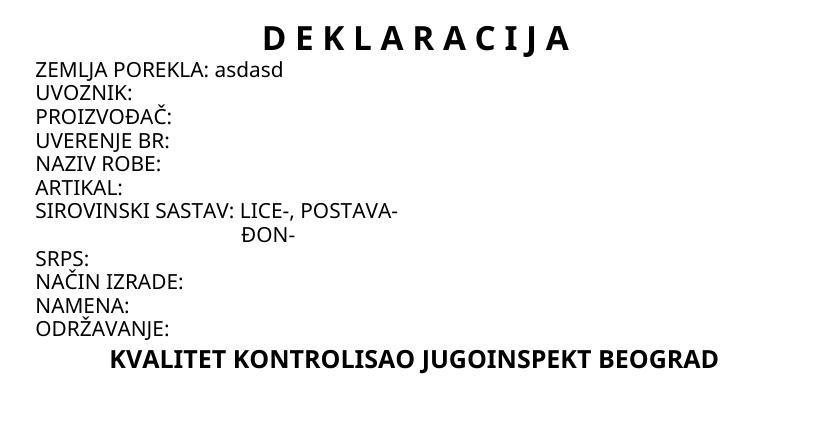 D E K L A R A C I J A
ZEMLJA POREKLA: asdasd
UVOZNIK:
PROIZVOĐAČ:
UVERENJE BR:
NAZIV ROBE:
ARTIKAL:
SIROVINSKI SASTAV: LICE-, POSTAVA-
ĐON-
SRPS:
NAČIN IZRADE:
NAMENA:
ODRŽAVANJE:
KVALITET KONTROLISAO JUGOINSPEKT BEOGRAD